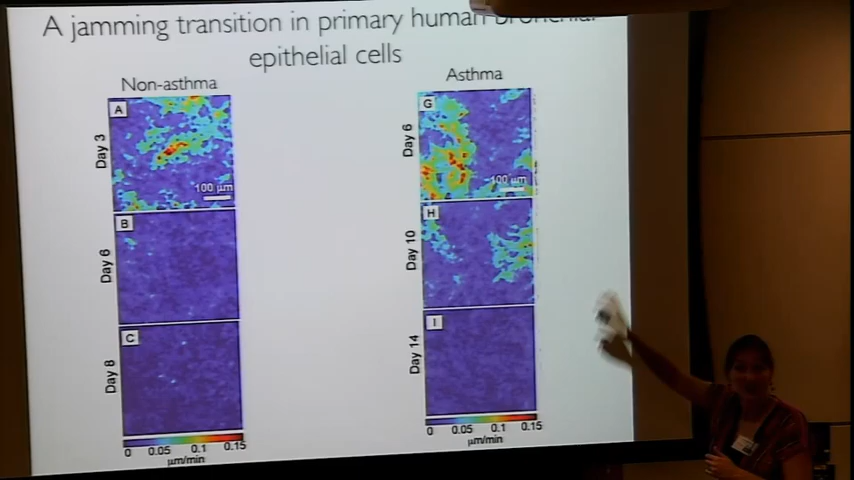 A jamming transition in primary human bronchial
epithelial cells
Non-asthma
Day 3
A
100 µm
Day 6
B
Day 8
C
0 0.05 0.1 0.15
µm/min
Asthma
Day 6
G
100 µm
Day 10
H
Day 14
I
0 0.05 0.1 0.15
µm/min